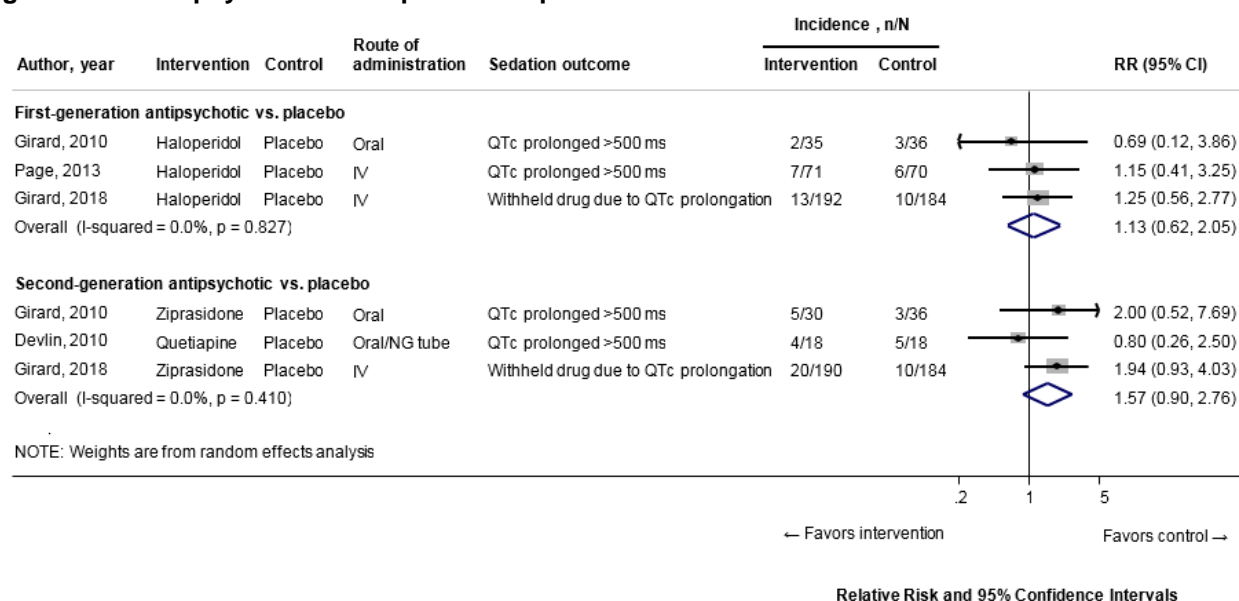 Incidence , n/N
Author, year Intervention Control Route of administration Sedation outcome Intervention Control RR (95% CI)
First-generation antipsychotic vs. placebo
Girard, 2010 Haloperidol Placebo Oral QTc prolonged >500 ms 2/35 3/36 0.69 (0.12, 3.86)
Page, 2013 Haloperidol Placebo IV QTc prolonged >500 ms 7/71 6/70 1.15 (0.41, 3.25)
Girard, 2018 Haloperidol Placebo IV Withheld drug due to QTc prolongation 13/192 10/184 1.25 (0.56, 2.77)
Overall (I-squared = 0.0%, p = 0.827) 1.13 (0.62, 2.05)
Second-generation antipsychotic vs. placebo
Girard, 2010 Ziprasidone Placebo Oral QTc prolonged >500 ms 5/30 3/36 2.00 (0.52, 7.69)
Devlin, 2010 Quetiapine Placebo Oral/NG tube QTc prolonged >500 ms 4/18 5/18 0.80 (0.26, 2.50)
Girard, 2018 Ziprasidone Placebo IV Withheld drug due to QTc prolongation 20/190 10/184 1.94 (0.93, 4.03)
Overall (I-squared = 0.0%, p = 0.410) 1.57 (0.90, 2.76)
.
NOTE: Weights are from random effects analysis
.2 1 5
← Favors intervention Favors control →
Relative Risk and 95% Confidence Intervals